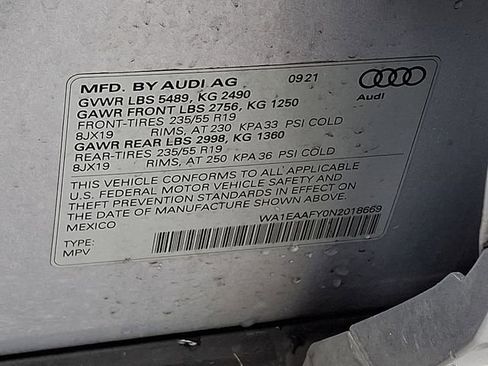 MFD. BY AUDI AG 09 21
GVWR LBS 5489, KG 2490
GAWR FRONT LBS 2756, KG 1250
FRONT-TIRES 235/55 R19
8JX19 RIMS, AT 230 KPA 33 PSI COLD
GAWR REAR LBS 2998, KG 1360
REAR-TIRES 235/55 R19
8JX19 RIMS, AT 250 KPA 36 PSI COLD
Audi
THIS VEHICLE CONFORMS TO ALL APPLICABLE
U.S. FEDERAL MOTOR VEHICLE SAFETY AND
THEFT PREVENTION STANDARDS IN EFFECT ON
THE DATE OF MANUFACTURE SHOWN ABOVE.
MEXICO
WA1EAAFY0N2018669
TYPE:
MPV